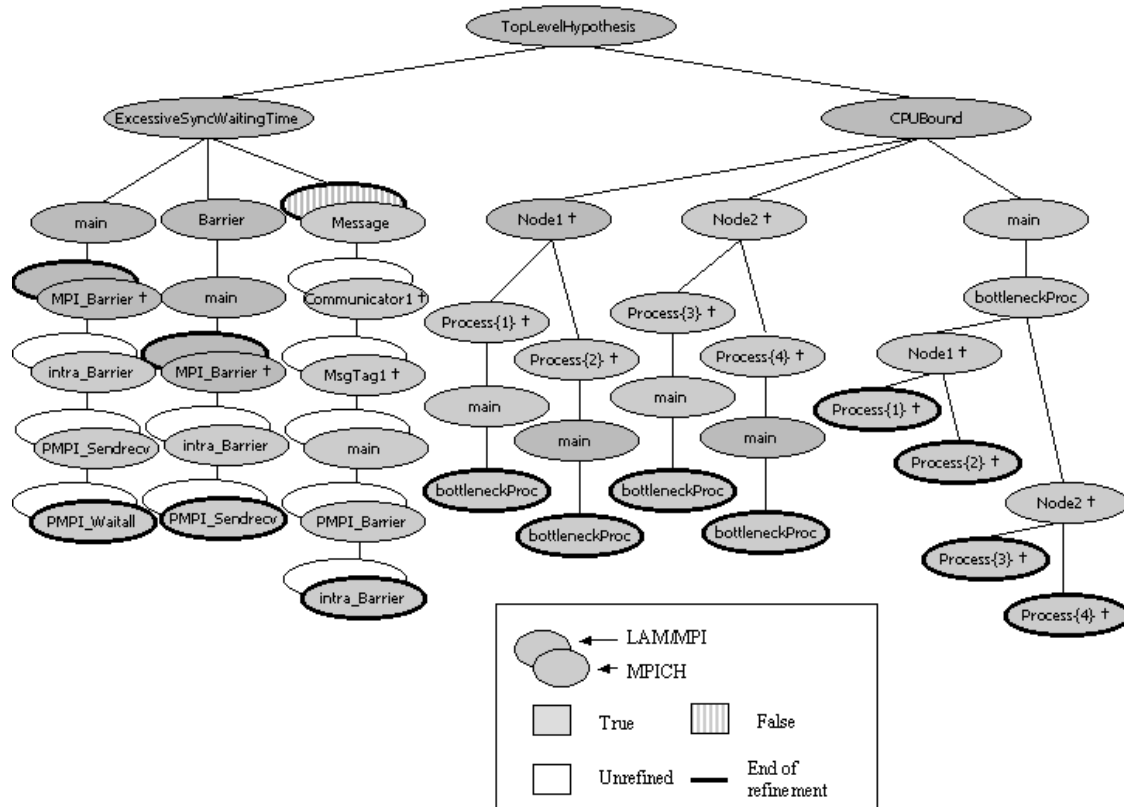 TopLevelHypothesis
ExcessiveSyncWaitingTime
CPUBound
main
Barrier
Message
Node1 †
Node2 †
main
MPI_Barrier †
main
Communicator1 †
Process{1} †
Process{3} †
bottleneckProc
intra_Barrier
MPI_Barrier †
MsgTag1 †
Process{2} †
Process{4} †
Node1 †
main
main
Process{1} †
PMPI_Sendrecv
intra_Barrier
main
main
main
Process{2} †
bottleneckProc
bottleneckProc
Node2 †
PMPI_Waitall
PMPI_Sendrecv
PMPI_Barrier
bottleneckProc
bottleneckProc
Process{3} †
intra_Barrier
Process{4} †
LAM/MPI
MPICH
True
False
Unrefined
End of
refinement